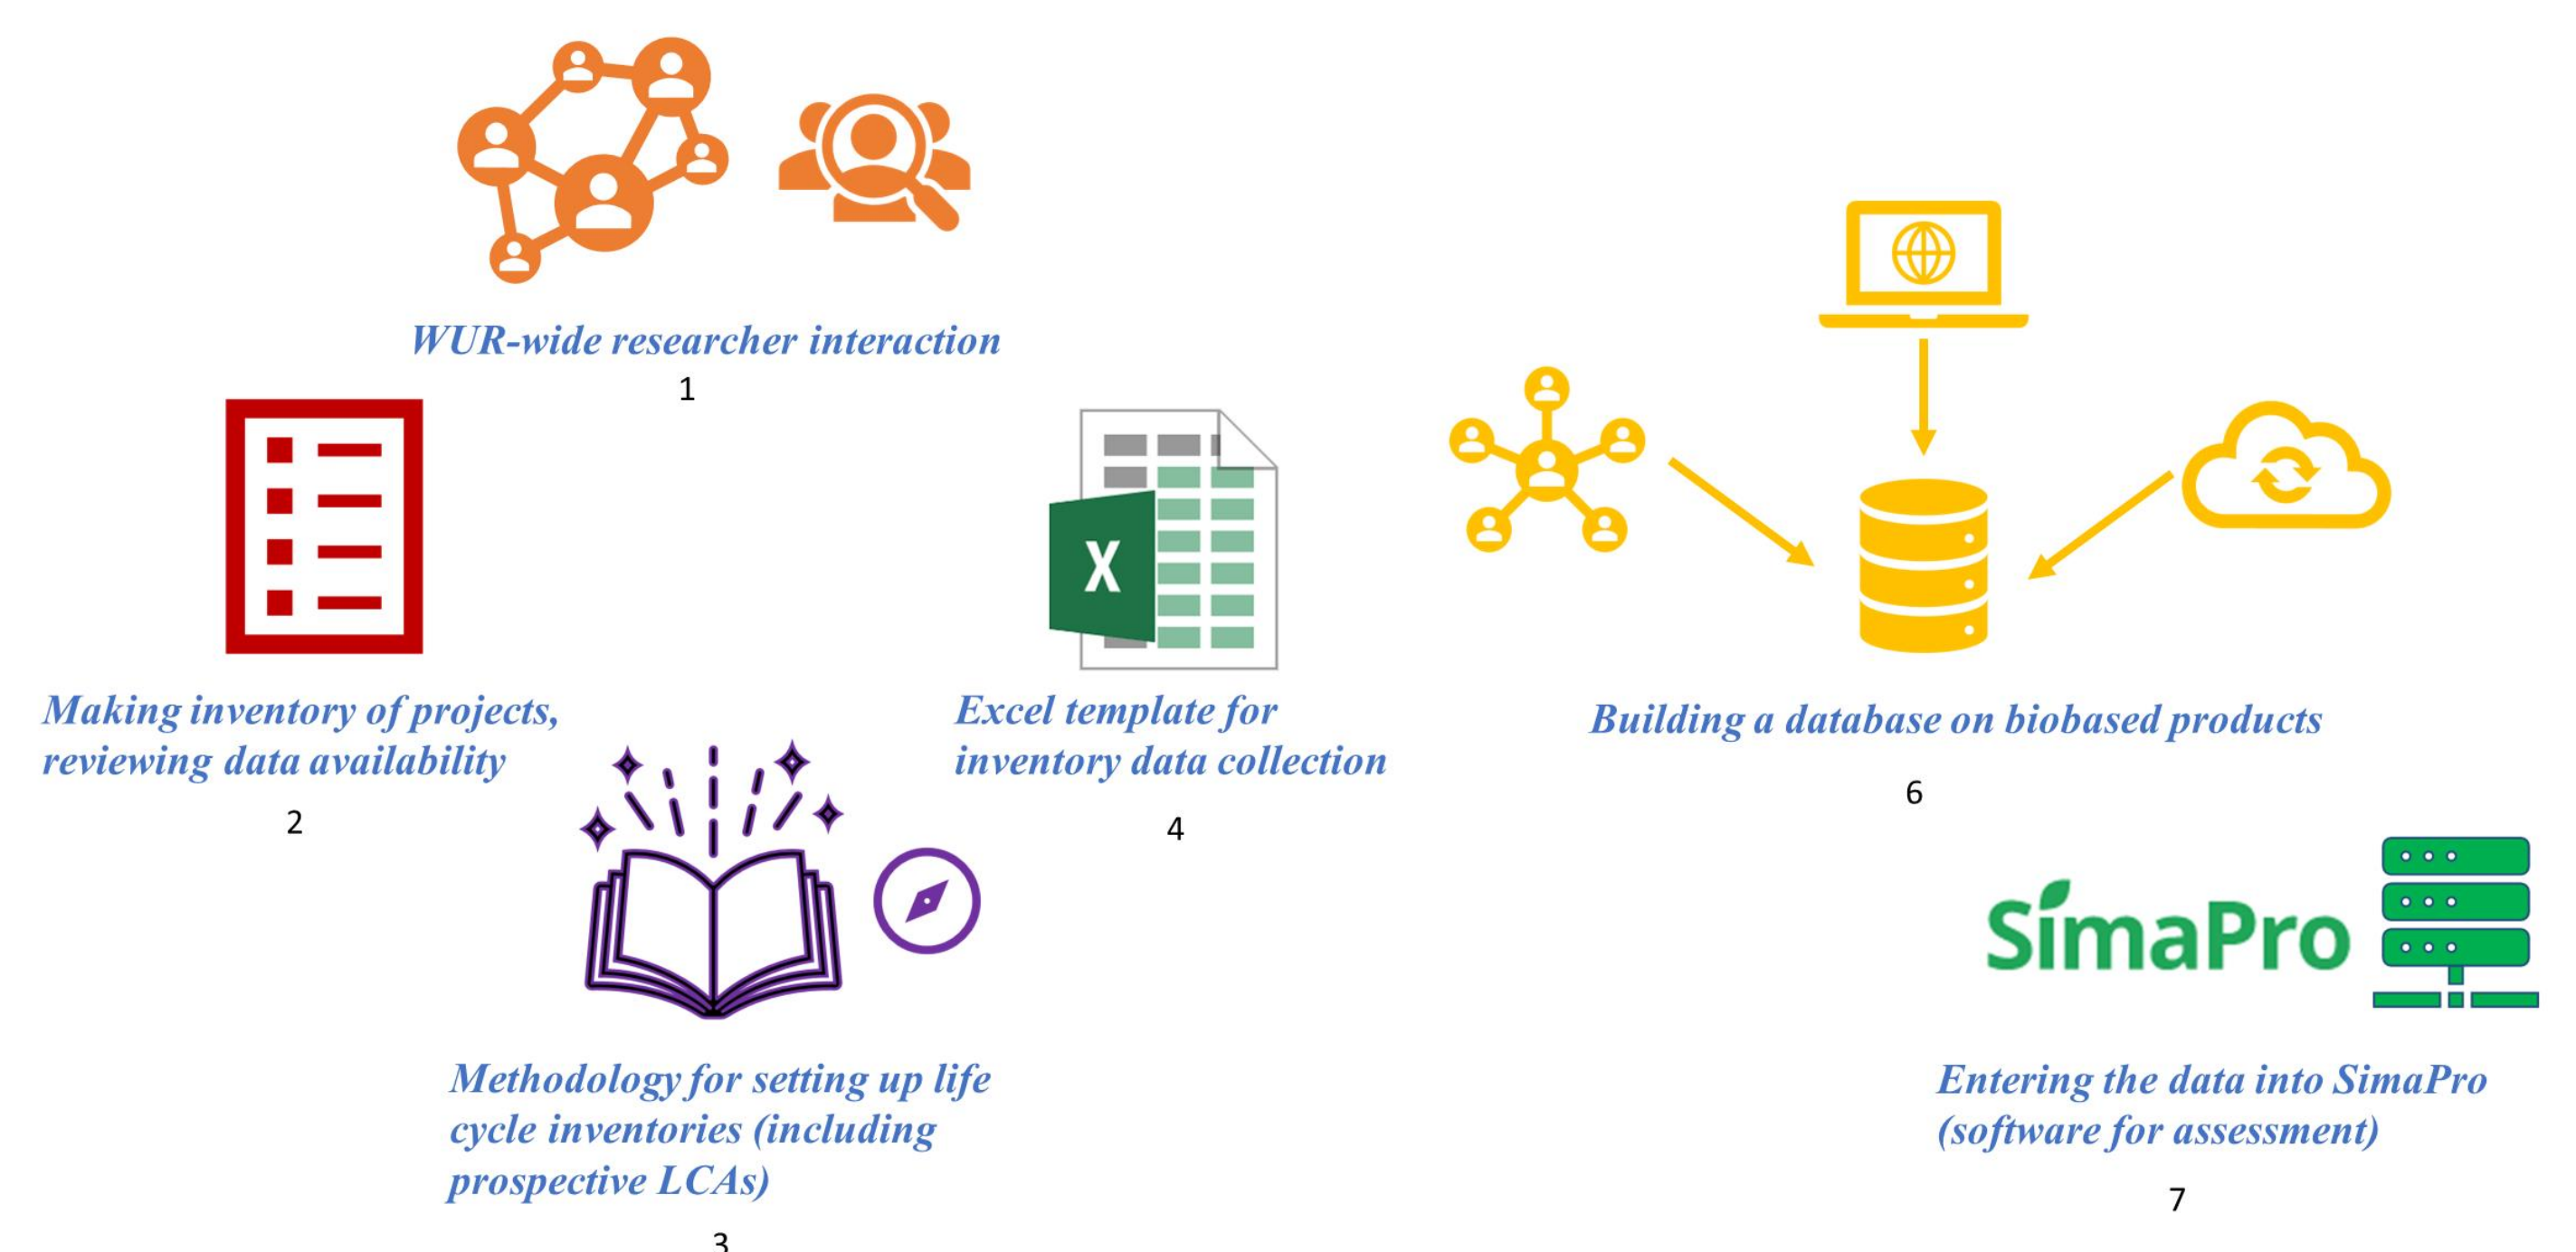 WUR-wide researcher interaction
1
Making inventory of projects,
reviewing data availability
2
Methodology for setting up life
cycle inventories (including
prospective LCAs)
3
X
Excel template for
inventory data collection
4
Building a database on biobased products
6
SimaPro
Entering the data into SimaPro
(software for assessment)
7